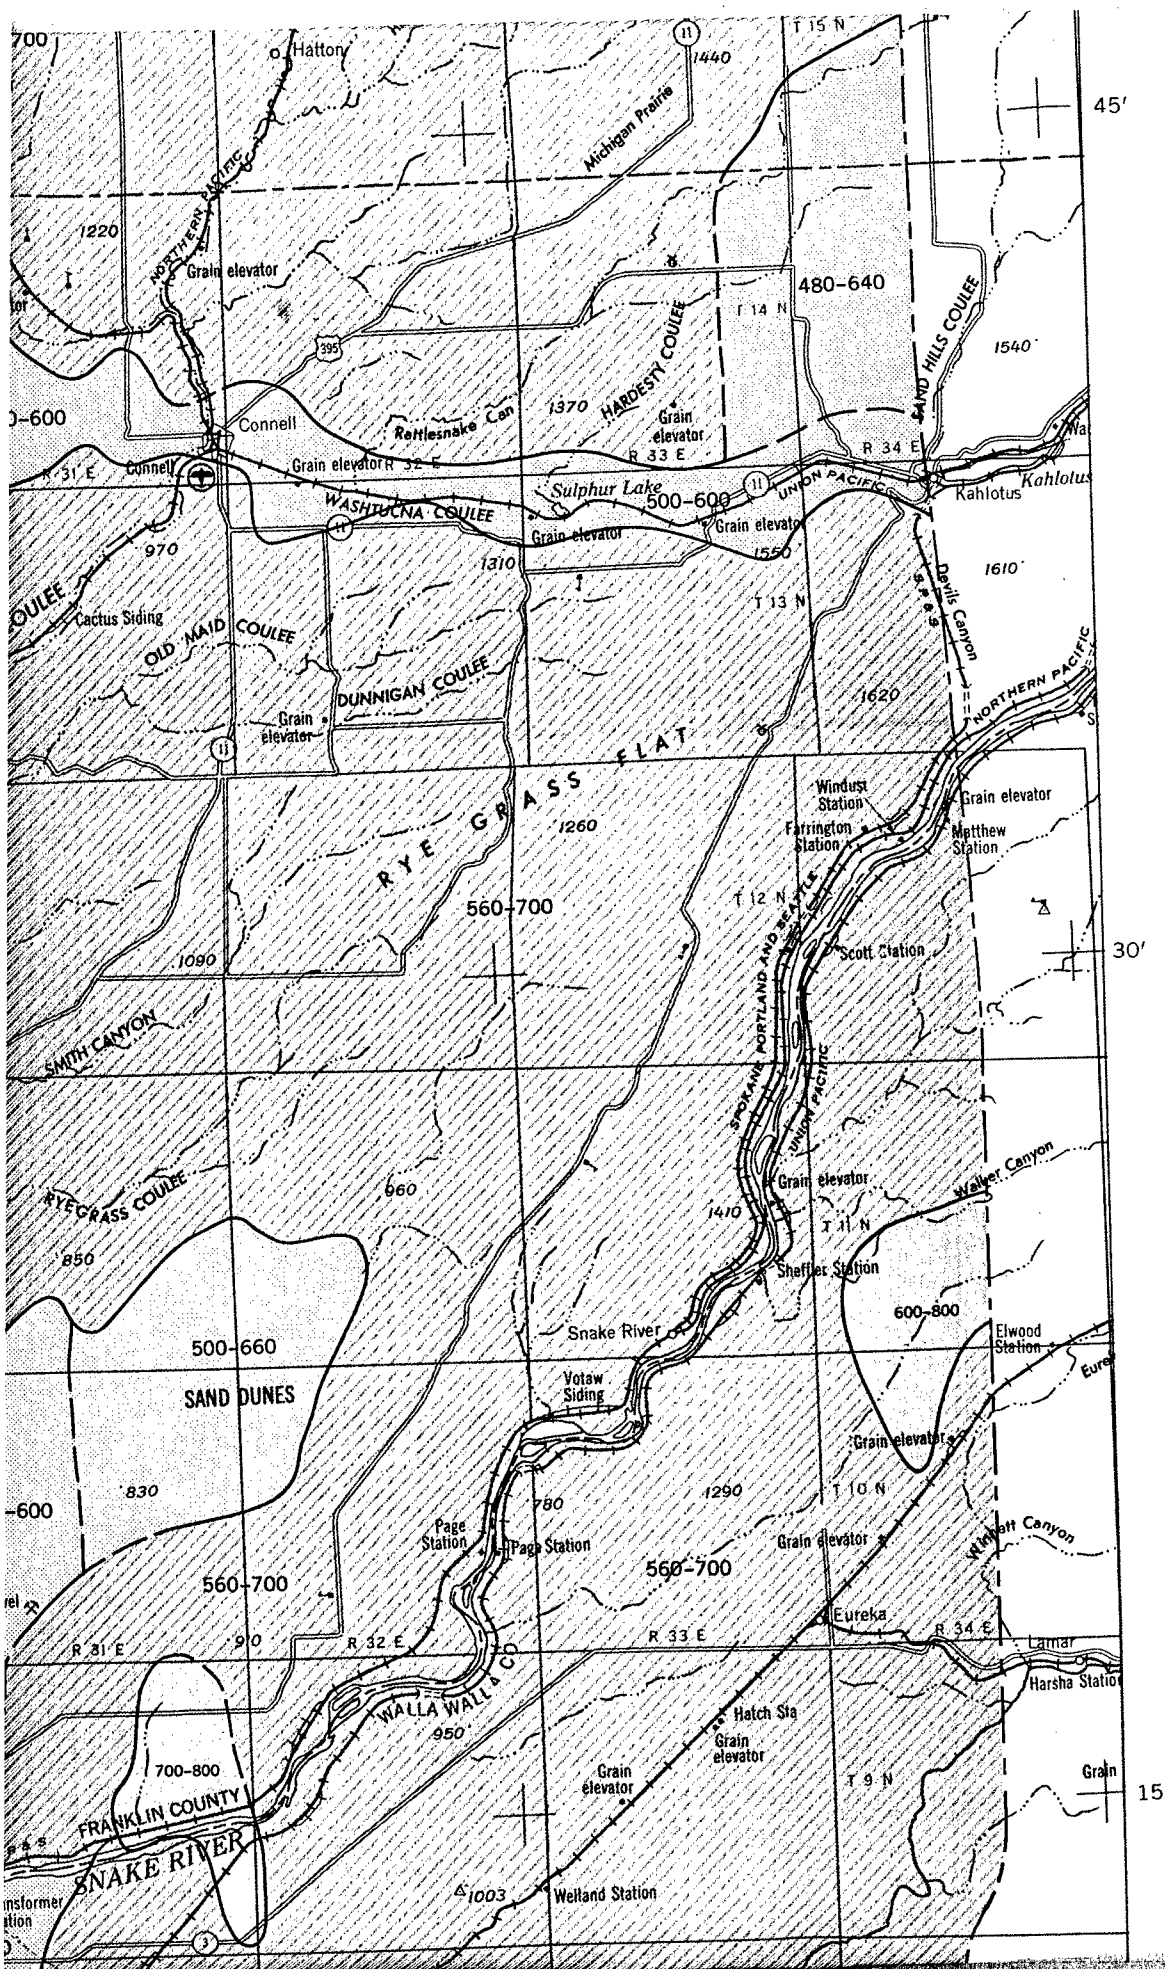 700
Hatton
11
1440
T 15 N
45'
Michigan Prairie
NORTHERN PACIFIC
1220
Grain elevator
480-640
T 14 N
SAND HILLS COULEE
1540
395
HARDESTY COULEE
1370
Rattlesnake Can
Grain
elevator
0-600
Connell
R 31 E
Connell
Grain elevator
R 32 E
R 33 E
R 34 E
Sulphur Lake
500-600
11
UNION PACIFIC
Kahlotus
Kahlotus
WASHTUCNA COULEE
11
Grain elevator
Grain elevator
970
1310
1550
1610
Devils Canyon
S P & S
OULEE
Cactus Siding
T 13 N
OLD MAID COULEE
DUNNIGAN COULEE
NORTHERN PACIFIC
1620
Grain
elevator
11
RYE GRASS FLAT
Windust
Station
Grain elevator
1260
Farrington
Station
Matthew
Station
560-700
T 12 N
SPOKANE PORTLAND AND SEATTLE
Scott Station
30'
1090
SMITH CANYON
UNION PACIFIC
RYEGRASS COULEE
960
Grain elevator
Walker Canyon
1410
T 11 N
850
Sheffler Station
600-800
Snake River
Elwood
Station
500-660
Votaw
Siding
SAND DUNES
Grain elevator
830
780
1290
T 10 N
-600
Page
Station
Page Station
Grain elevator
Winnett Canyon
560-700
560-700
Eureka
R 31 E
910
R 32 E
R 33 E
R 34 E
Lamar
Harsha Station
WALLA WALLA CO
950
Hatch Sta
Grain
elevator
700-800
Grain
elevator
T 9 N
Grain
15
FRANKLIN COUNTY
P & S
SNAKE RIVER
1003
Welland Station
3